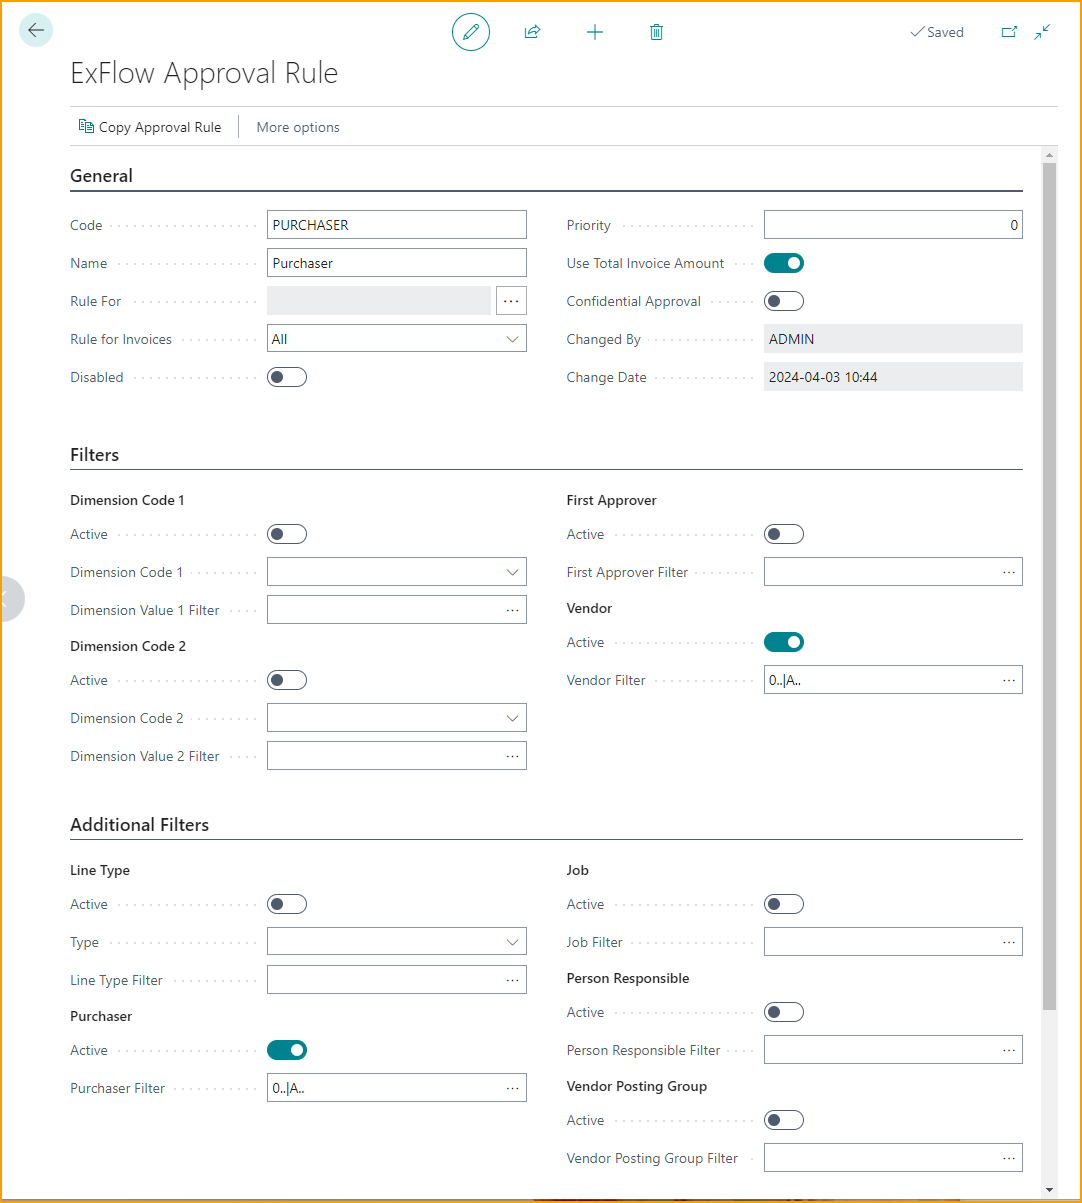 Saved
ExFlow Approval Rule
Copy Approval Rule
More options
General
Code
PURCHASER
Name
Purchaser
Rule For
...
Rule for Invoices
All
Disabled
Priority
0
Use Total Invoice Amount
Confidential Approval
Changed By
ADMIN
Change Date
2024-04-03 10:44
Filters
Dimension Code 1
Active
Dimension Code 1
Dimension Value 1 Filter
...
Dimension Code 2
Active
Dimension Code 2
Dimension Value 2 Filter
...
First Approver
Active
First Approver Filter
...
Vendor
Active
Vendor Filter
0..|A..
...
Additional Filters
Line Type
Active
Type
Line Type Filter
...
Purchaser
Active
Purchaser Filter
0..|A..
...
Job
Active
Job Filter
...
Person Responsible
Active
Person Responsible Filter
...
Vendor Posting Group
Active
Vendor Posting Group Filter
...